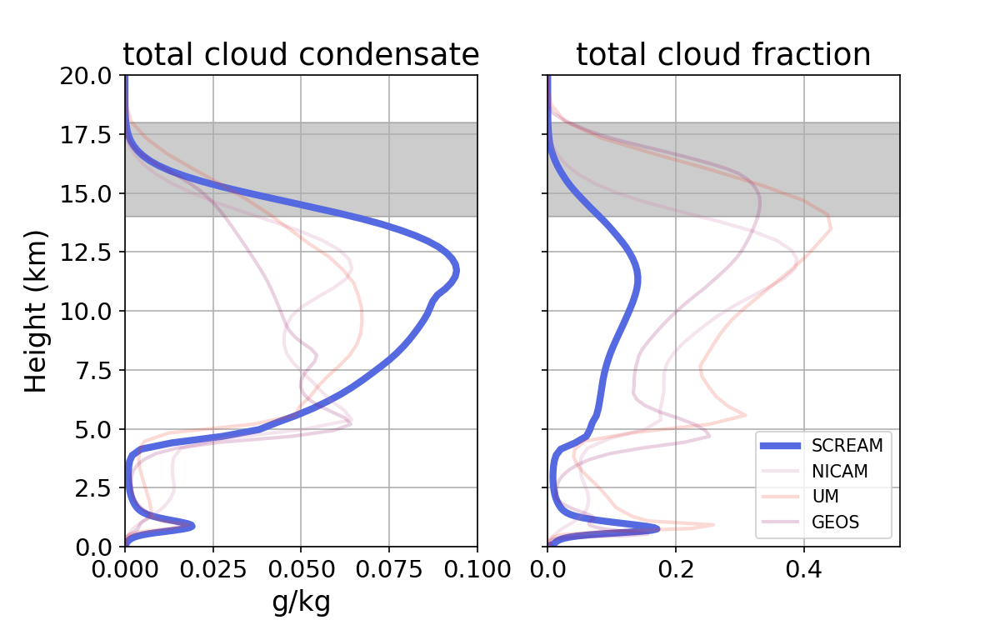 total cloud condensate
total cloud fraction
20.0
17.5
15.0
12.5
10.0
7.5
5.0
2.5
0.0
Height (km)
SCREAM
NICAM
UM
GEOS
0.000 0.025 0.050 0.075 0.100
0.0 0.2 0.4
g/kg